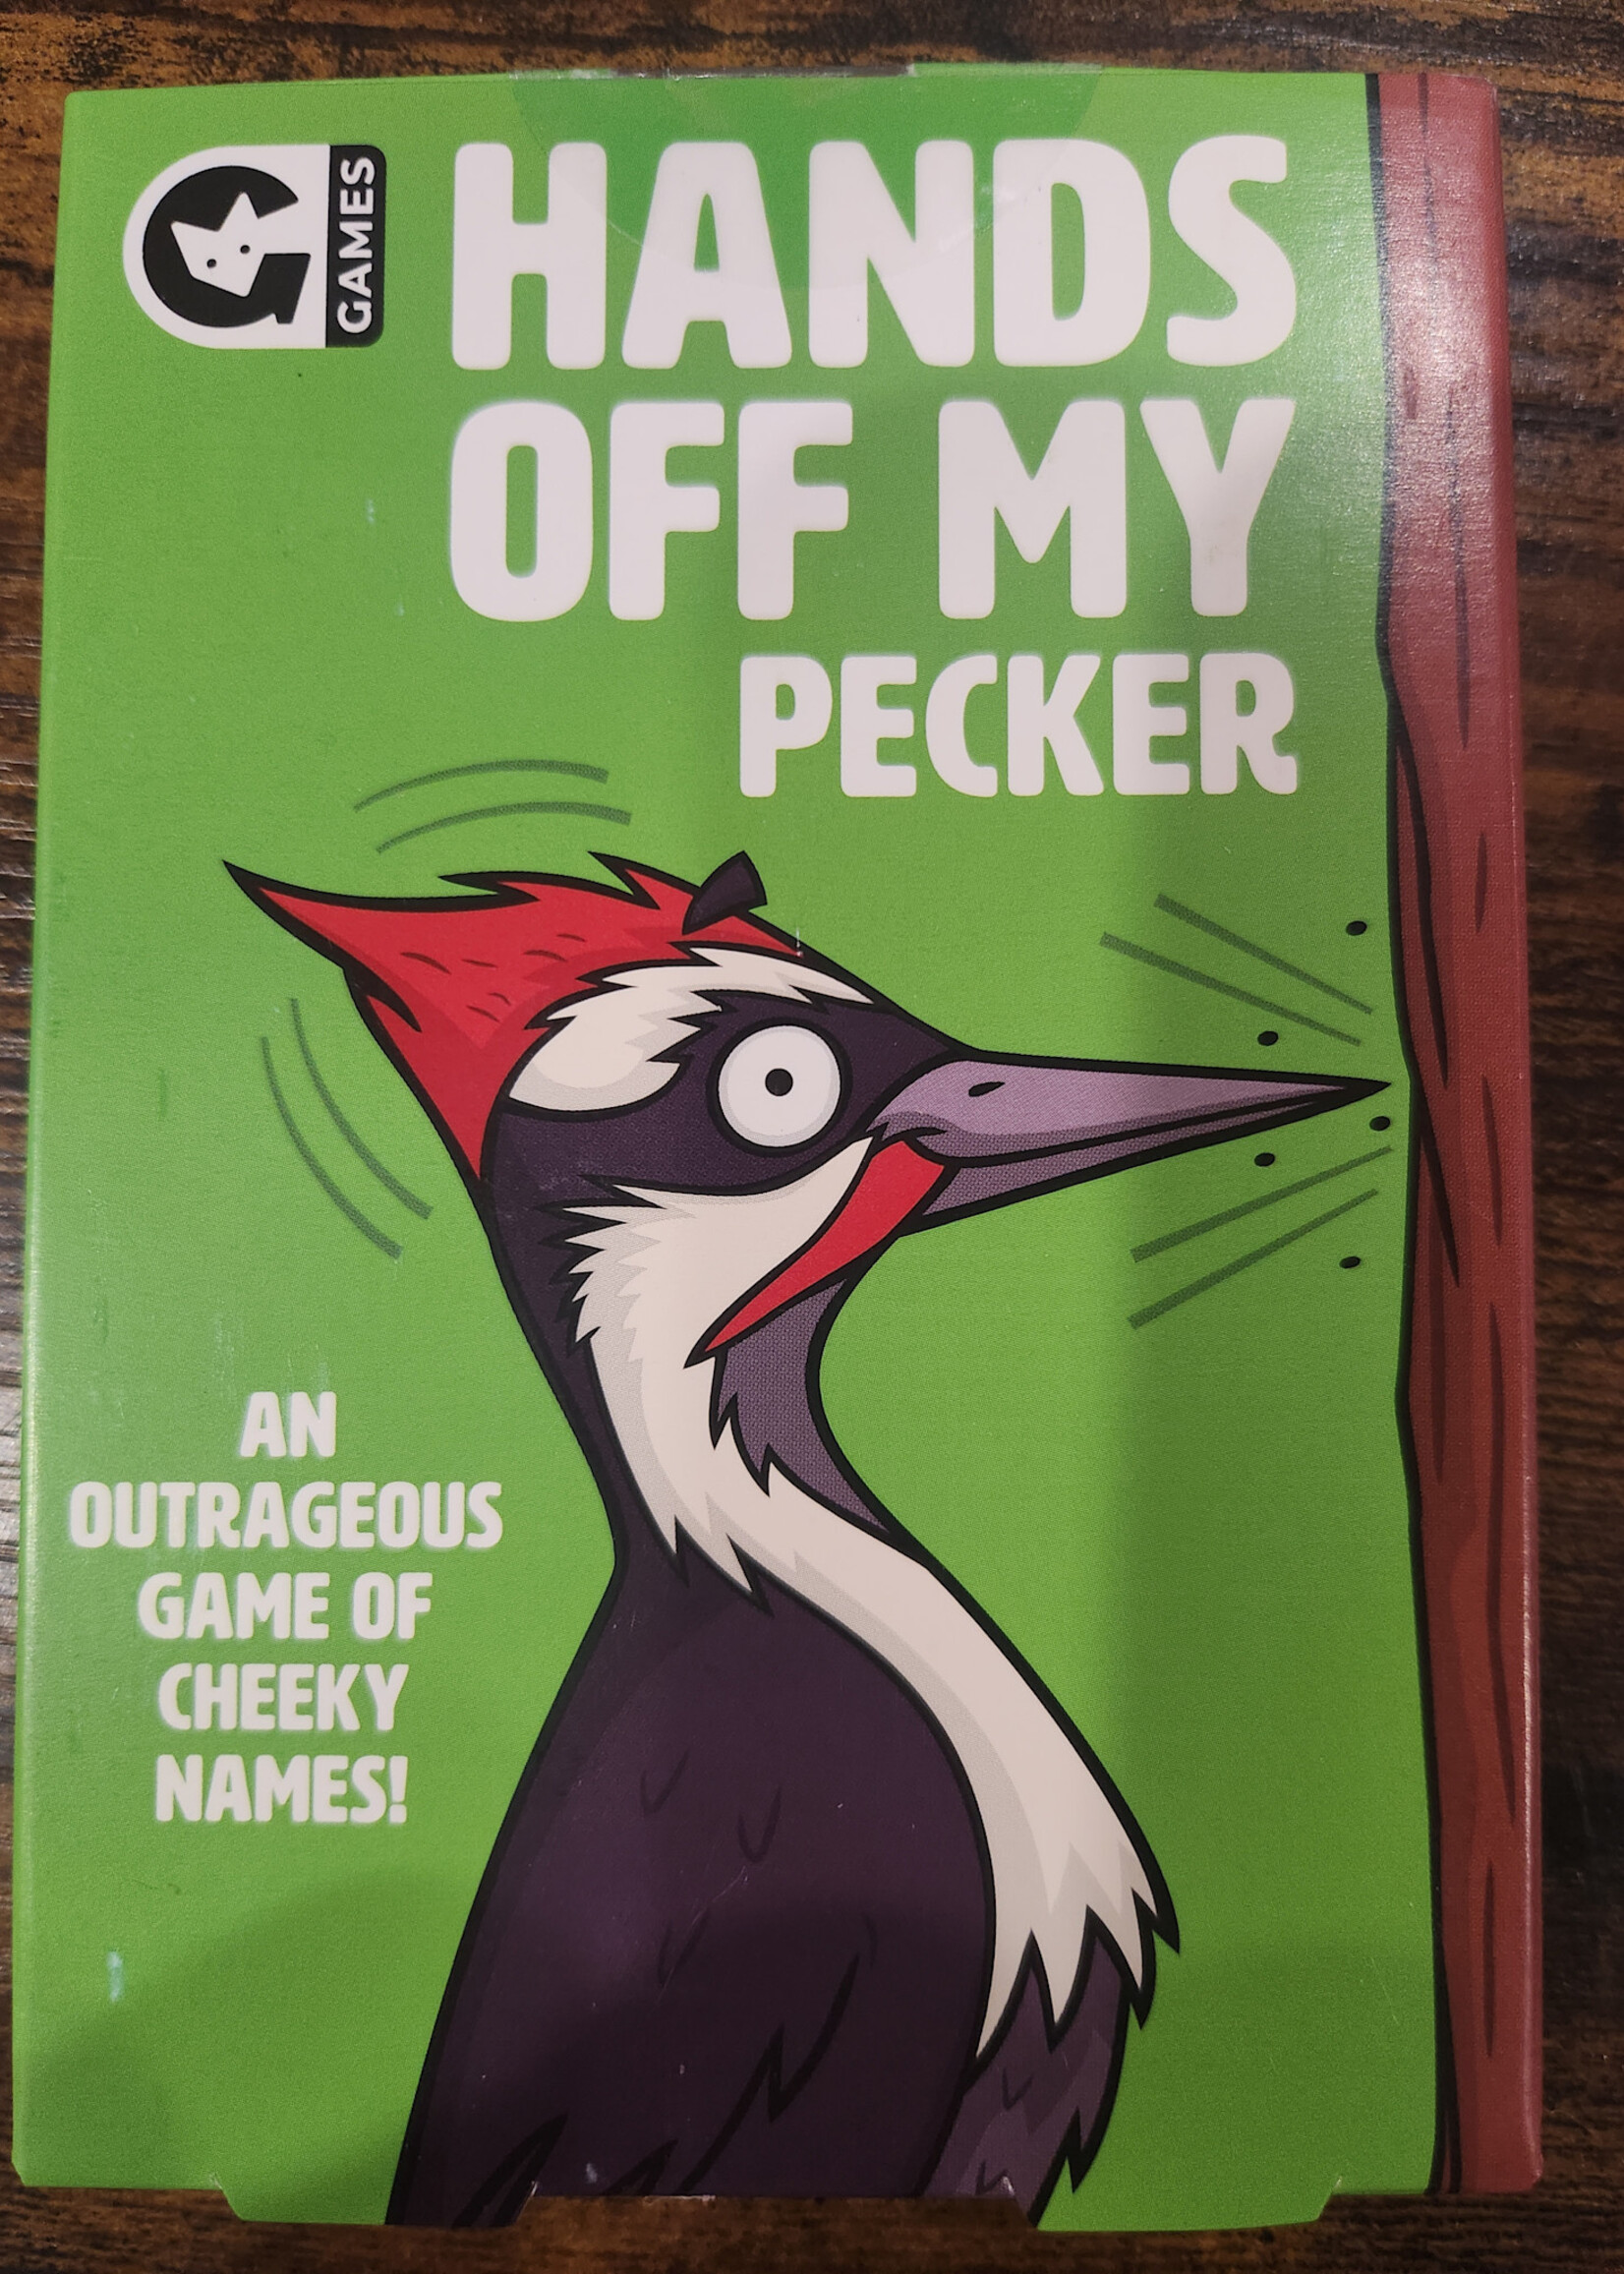 GAMES
HANDS
OFF MY
PECKER
AN
OUTRAGEOUS
GAME OF
CHEEKY
NAMES!